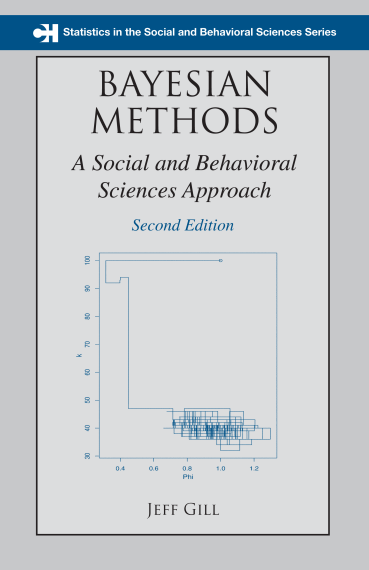 CH Statistics in the Social and Behavioral Sciences Series
BAYESIAN
METHODS
A Social and Behavioral
Sciences Approach
Second Edition
100
90
80
70
60
50
40
30
k
0.4 0.6 0.8 1.0 1.2
Phi
JEFF GILL